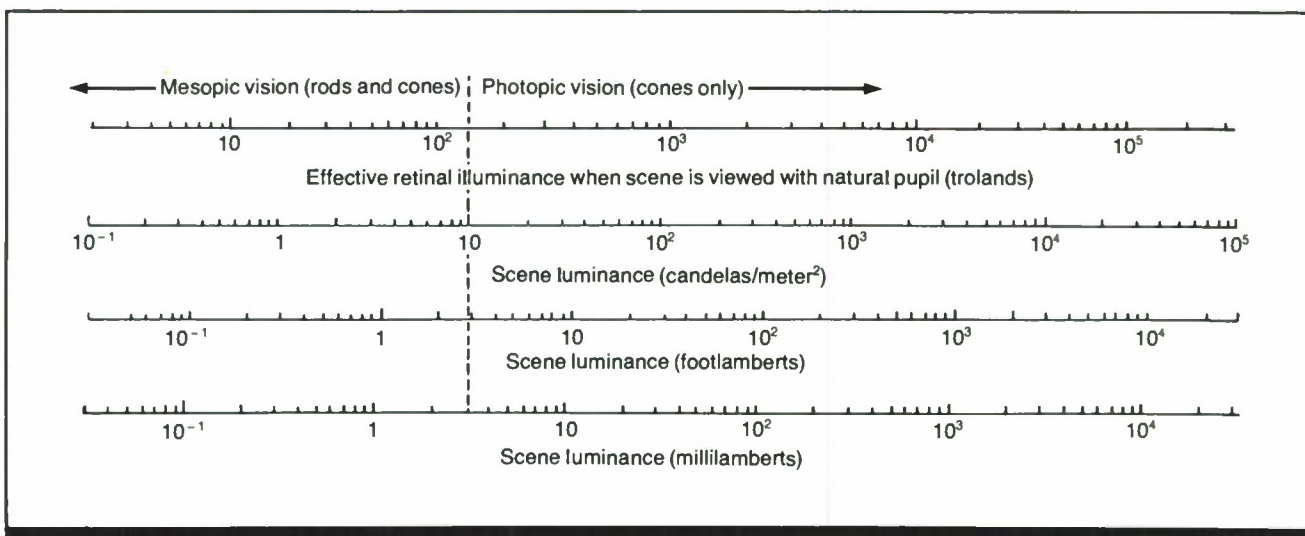 Mesopic vision (rods and cones) Photopic vision (cones only)
10 10² 10³ 10⁴ 10⁵
Effective retinal illuminance when scene is viewed with natural pupil (trolands)
10⁻¹ 1 10 10² 10³ 10⁴ 10⁵
Scene luminance (candelas/meter²)
10⁻¹ 1 10 10² 10³ 10⁴
Scene luminance (footlamberts)
10⁻¹ 1 10 10² 10³ 10⁴
Scene luminance (millilamberts)